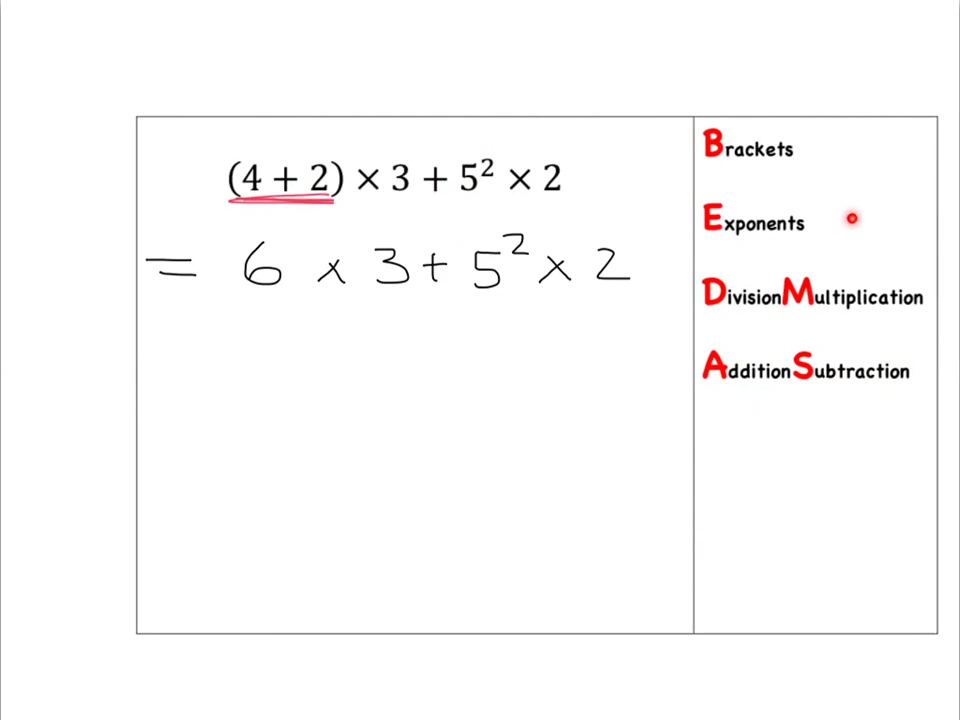 (4 + 2) × 3 + 5² × 2
= 6 × 3 + 5² × 2
Brackets
Exponents
DivisionMultiplication
AdditionSubtraction